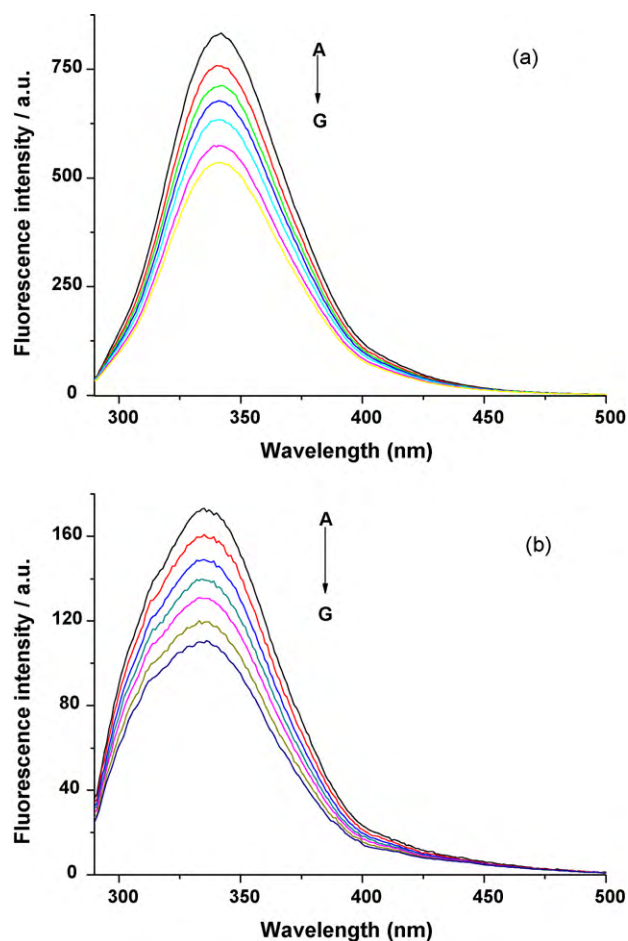 A
(a)
G
750
500
250
0
Fluorescence intensity / a.u.
300 350 400 450 500
Wavelength (nm)
A
(b)
G
160
120
80
40
0
Fluorescence intensity / a.u.
300 350 400 450 500
Wavelength (nm)